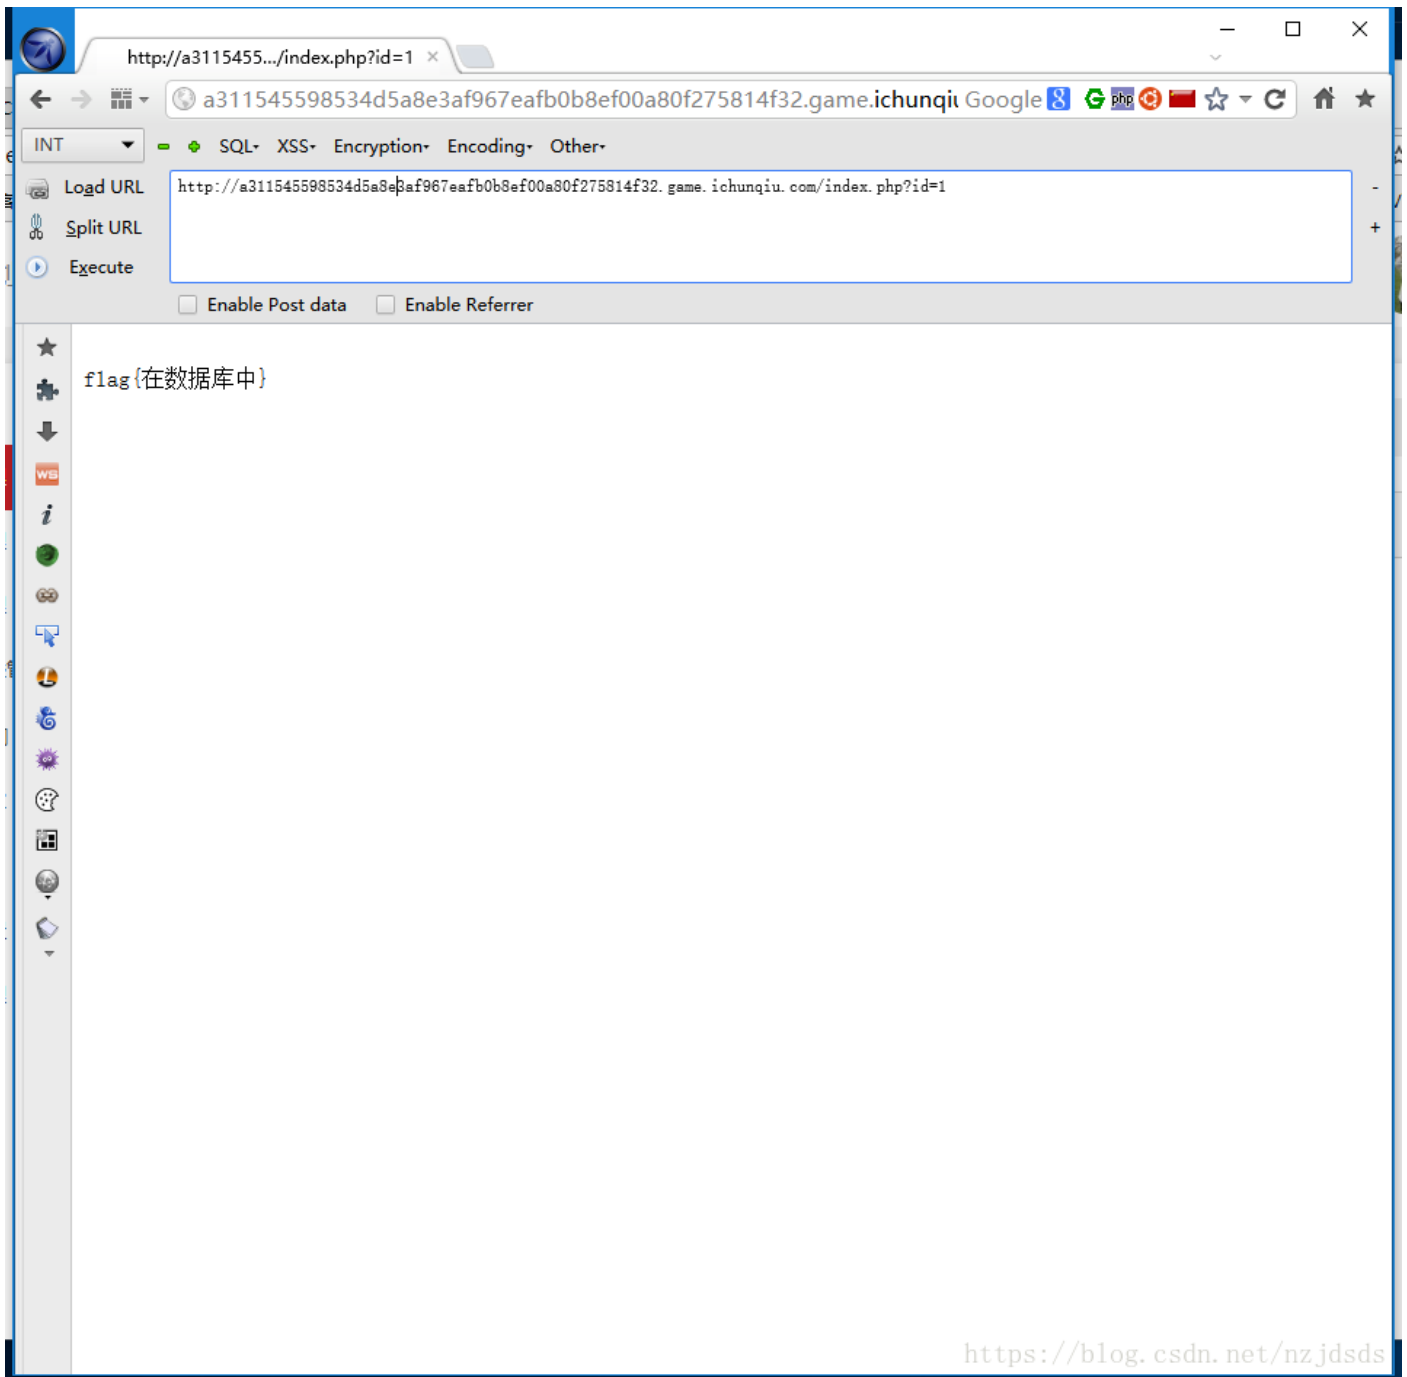 http://a3115455.../index.php?id=1
a311545598534d5a8e3af967eafb0b8ef00a80f275814f32.game.ichunqiu Google
INT SQL XSS Encryption Encoding Other
Load URL http://a311545598534d5a8e3af967eafb0b8ef00a80f275814f32.game.ichunqiu.com/index.php?id=1
Split URL
Execute
Enable Post data Enable Referrer
flag{在数据库中}
https://blog.csdn.net/nzjdsds